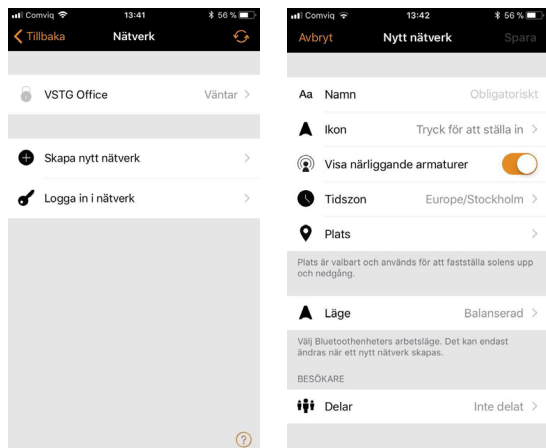 Comviq 13:41 56 %
Tillbaka Nätverk
VSTG Office Väntar
Skapa nytt nätverk
Logga in i nätverk
?
Comviq 13:42 56 %
Avbryt Nytt nätverk Spara
Aa Namn Obligatoriskt
Ikon Tryck för att ställa in
Visa närliggande armaturer
Tidszon Europe/Stockholm
Plats
Plats är valbart och används för att fastställa solens upp
och nedgång.
Läge Balanserad
Välj Bluetoothenheters arbetsläge. Det kan endast
ändras när ett nytt nätverk skapas.
BESÖKARE
Delar Inte delat